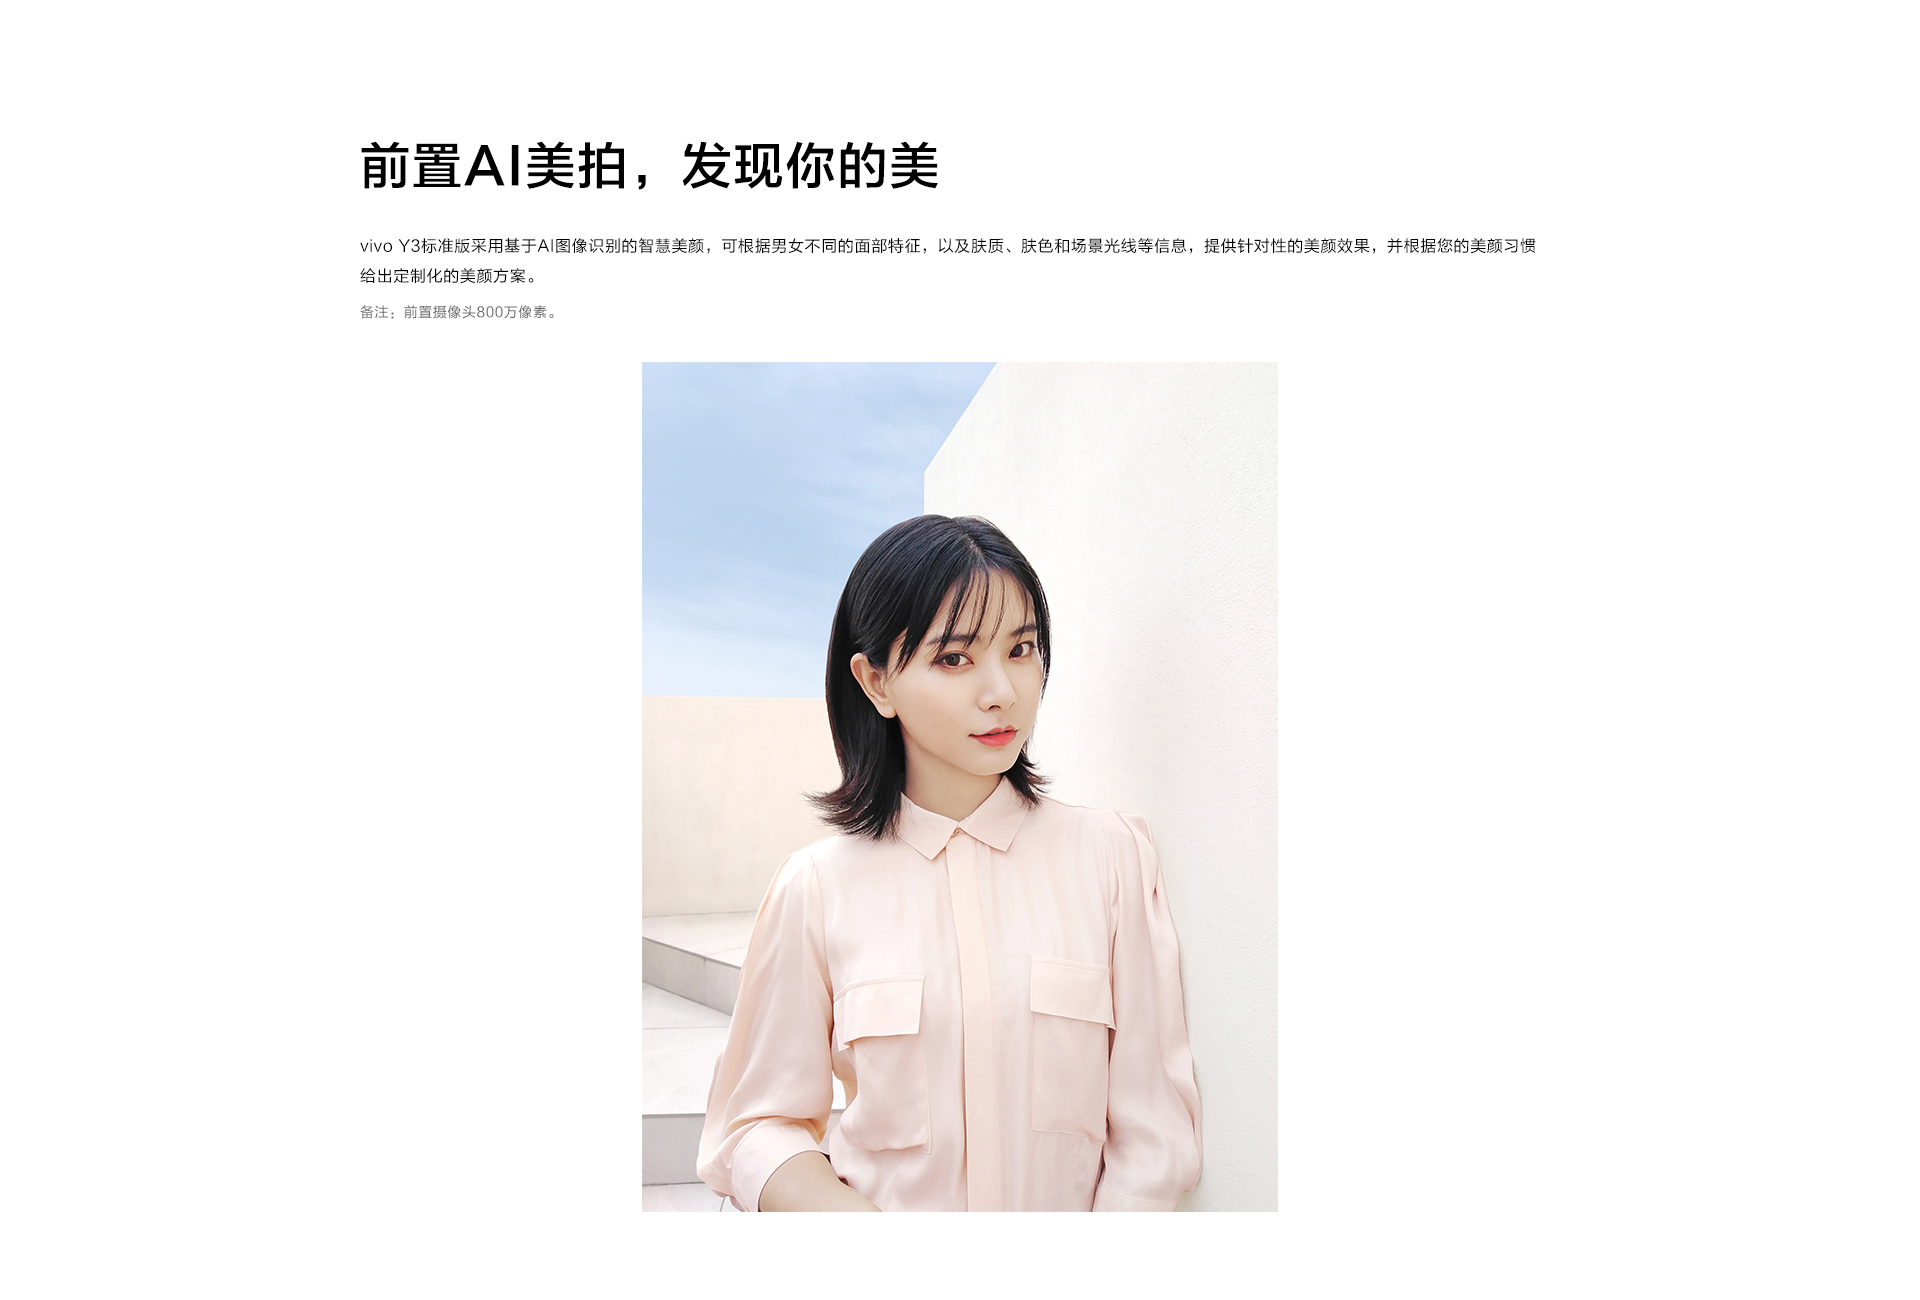 前置AI美拍，发现你的美
vivo Y3标准版采用基于AI图像识别的智慧美颜，可根据男女不同的面部特征，以及肤质、肤色和场景光线等信息，提供针对性的美颜效果，并根据您的美颜习惯
给出定制化的美颜方案。
备注：前置摄像头800万像素。